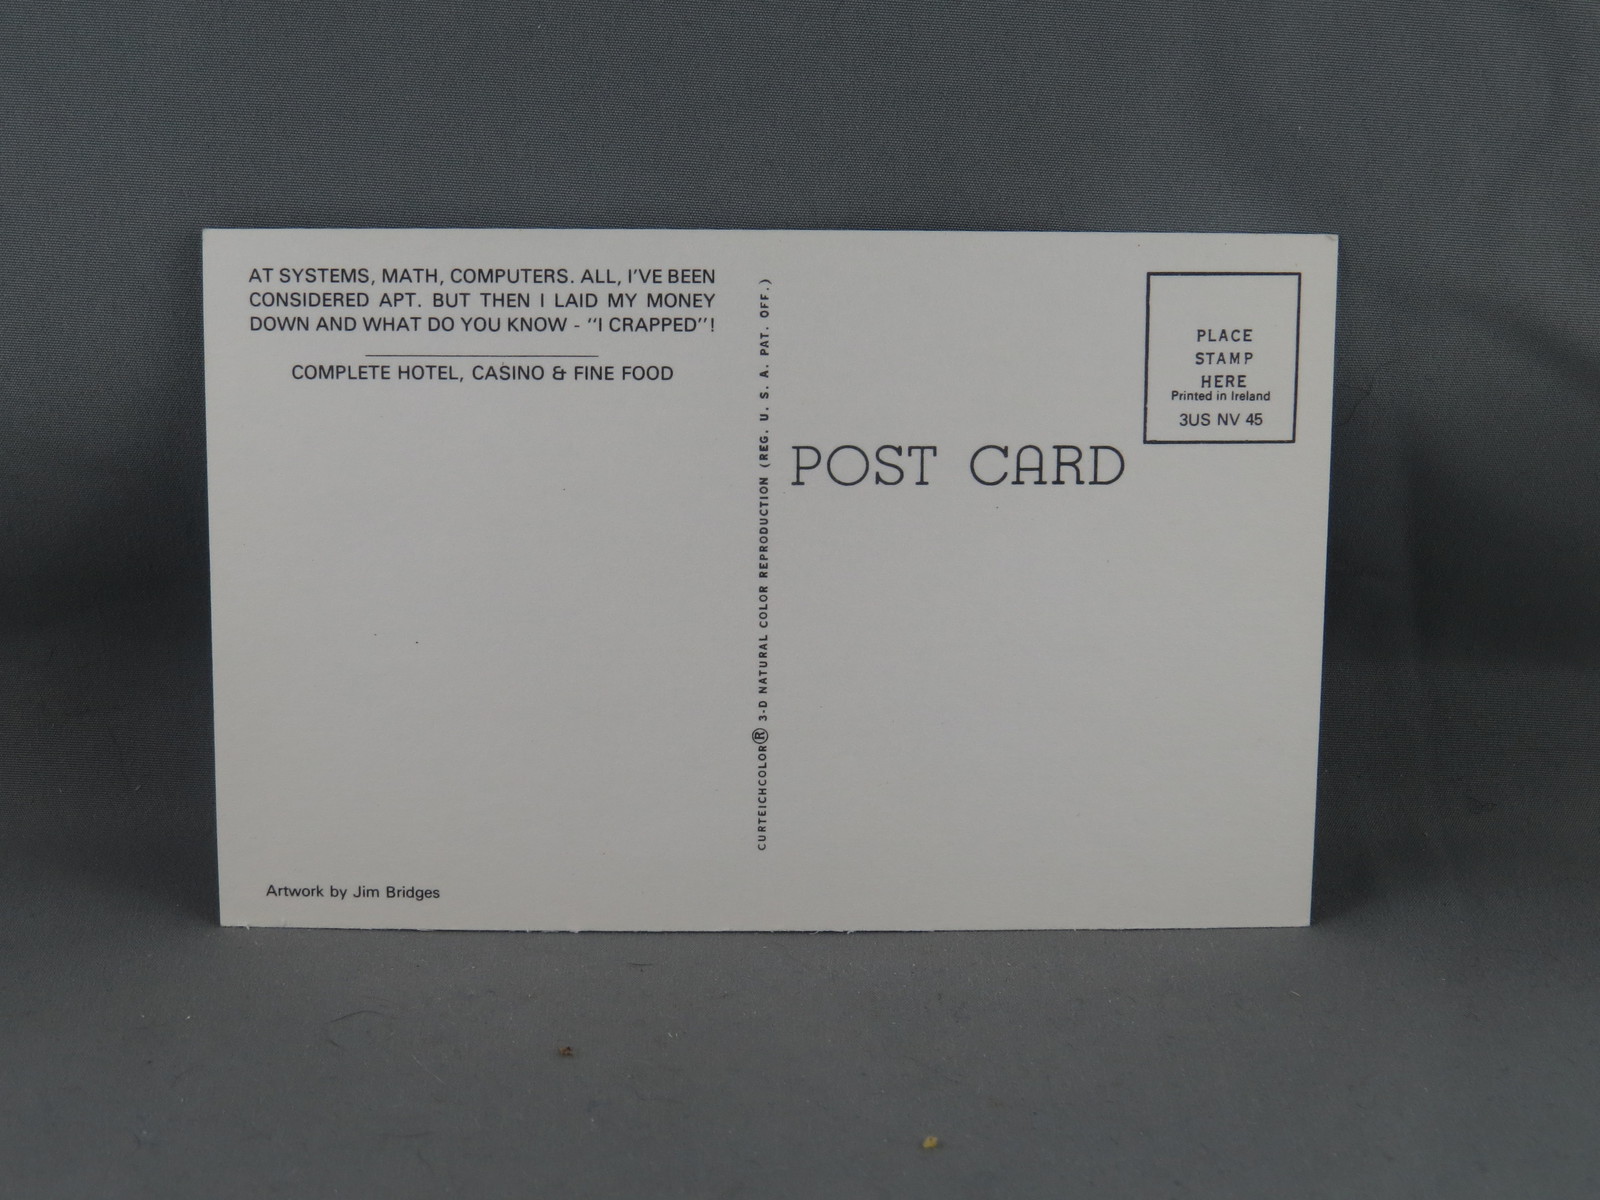 AT SYSTEMS, MATH, COMPUTERS. ALL, I'VE BEEN
CONSIDERED APT. BUT THEN I LAID MY MONEY
DOWN AND WHAT DO YOU KNOW - "I CRAPPED"!
COMPLETE HOTEL, CASINO & FINE FOOD
Artwork by Jim Bridges
CURTEICHCOLOR® 3-D NATURAL COLOR REPRODUCTION (REG. U. S. A. PAT. OFF.)
POST CARD
PLACE
STAMP
HERE
Printed in Ireland
3US NV 45